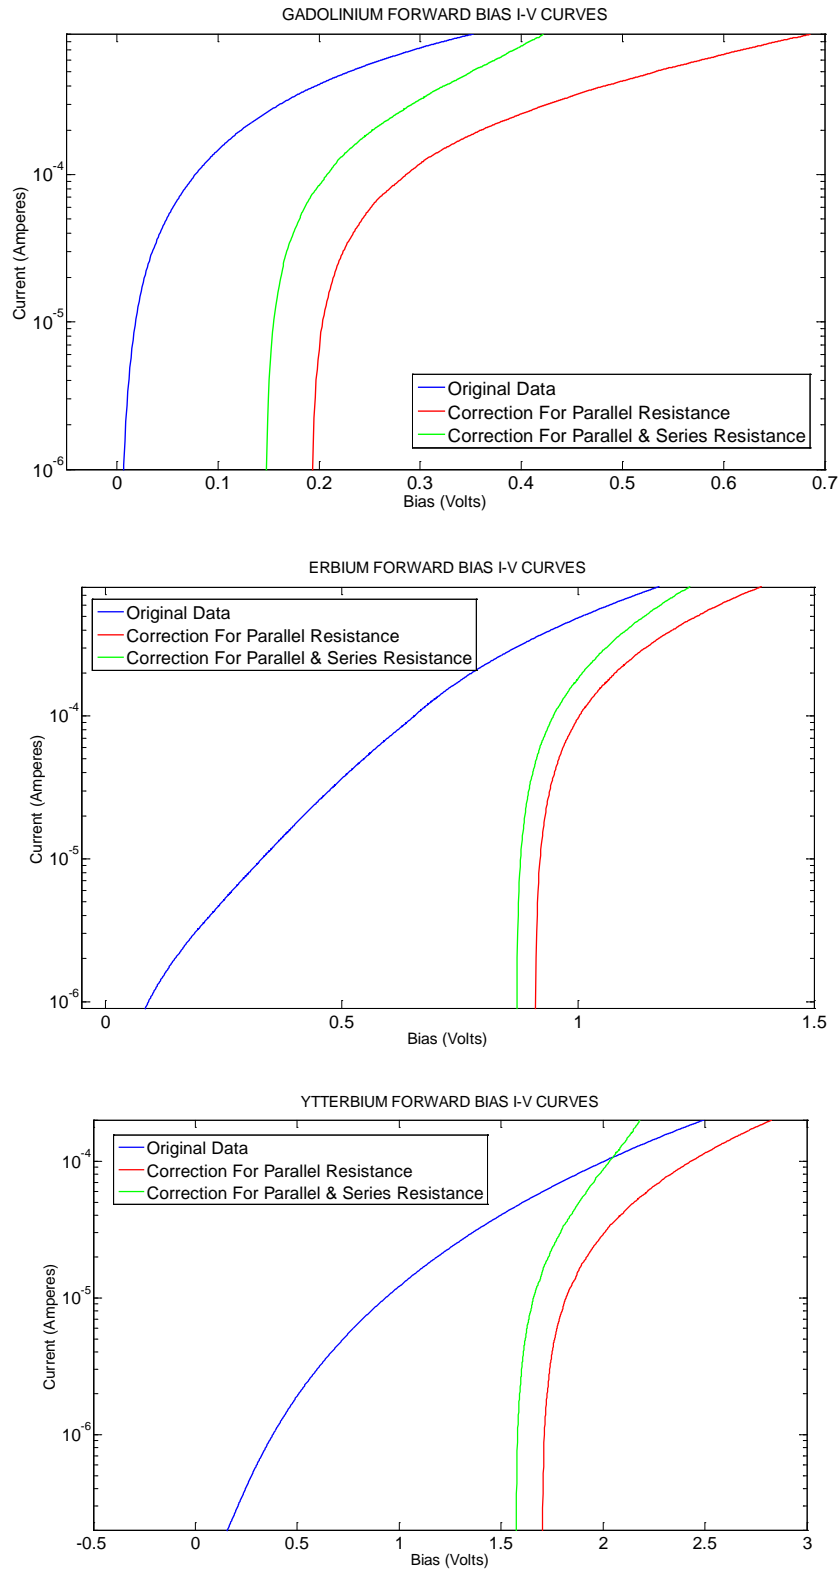 GADOLINIUM FORWARD BIAS I-V CURVES
Current (Amperes)
10^-4
10^-5
10^-6
Original Data
Correction For Parallel Resistance
Correction For Parallel & Series Resistance
0 0.1 0.2 0.3 0.4 0.5 0.6 0.7
Bias (Volts)
ERBIUM FORWARD BIAS I-V CURVES
Original Data
Correction For Parallel Resistance
Correction For Parallel & Series Resistance
Current (Amperes)
10^-4
10^-5
10^-6
0 0.5 1 1.5
Bias (Volts)
YTTERBIUM FORWARD BIAS I-V CURVES
Original Data
Correction For Parallel Resistance
Correction For Parallel & Series Resistance
Current (Amperes)
10^-4
10^-5
10^-6
-0.5 0 0.5 1 1.5 2 2.5 3
Bias (Volts)